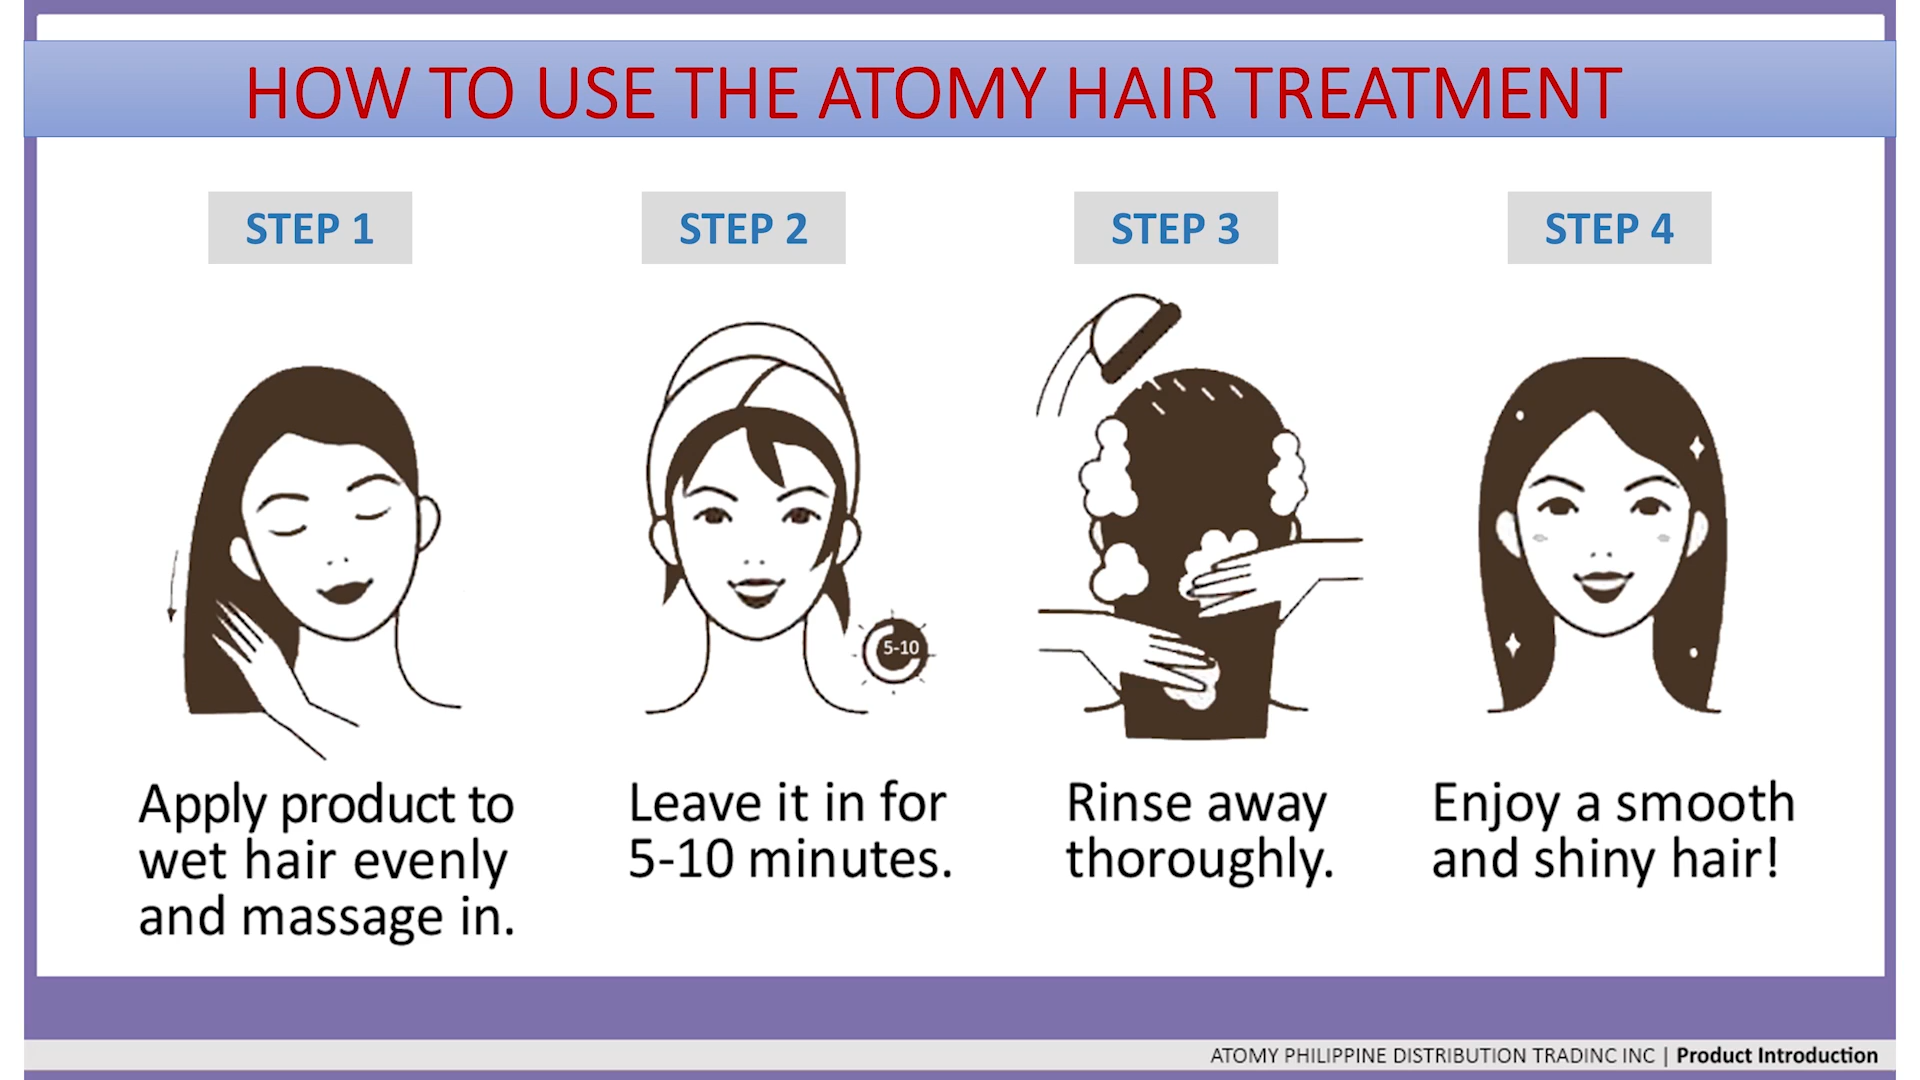 HOW TO USE THE ATOMY HAIR TREATMENT
STEP 1
STEP 2
STEP 3
STEP 4
5-10
Apply product to
wet hair evenly
and massage in.
Leave it in for
5-10 minutes.
Rinse away
thoroughly.
Enjoy a smooth
and shiny hair!
ATOMY PHILIPPINE DISTRIBUTION TRADINC INC | Product Introduction